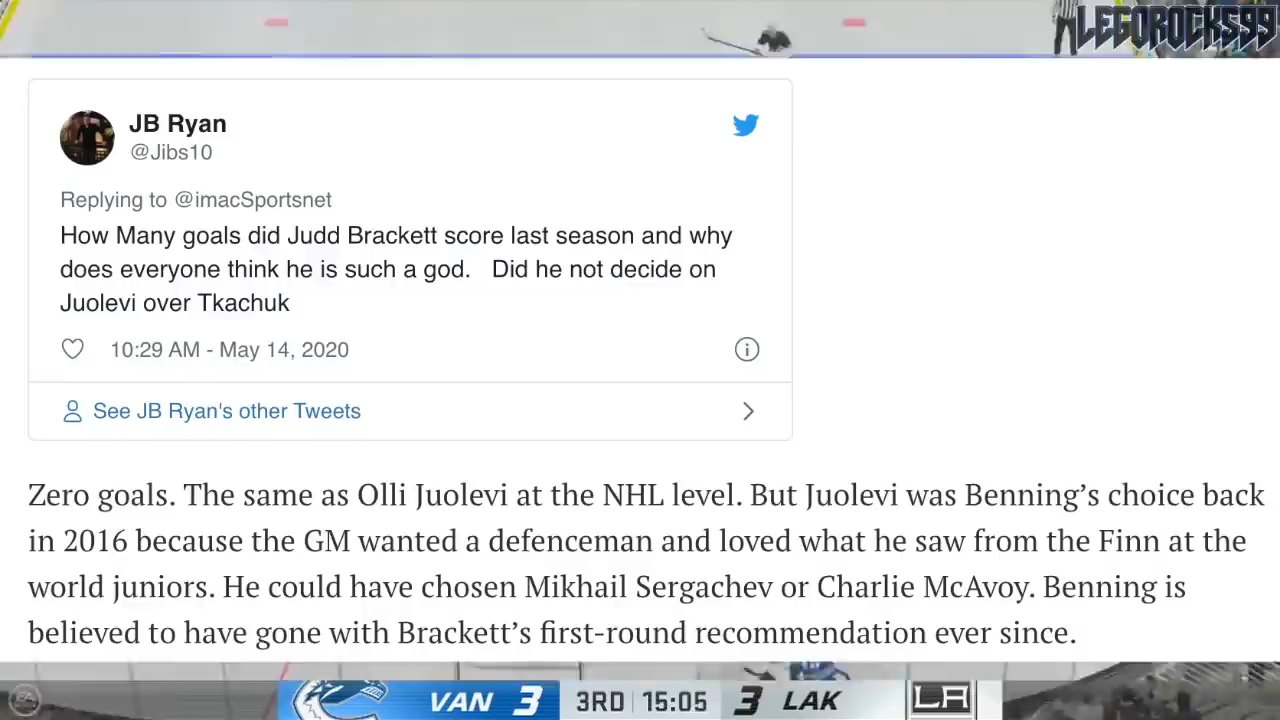 LEGOROCKS99
JB Ryan
@Jibs10
Replying to @imacSportsnet
How Many goals did Judd Brackett score last season and why
does everyone think he is such a god.   Did he not decide on
Juolevi over Tkachuk
10:29 AM - May 14, 2020
See JB Ryan's other Tweets
Zero goals. The same as Olli Juolevi at the NHL level. But Juolevi was Benning’s choice back
in 2016 because the GM wanted a defenceman and loved what he saw from the Finn at the
world juniors. He could have chosen Mikhail Sergachev or Charlie McAvoy. Benning is
believed to have gone with Brackett’s first-round recommendation ever since.
EA VAN 3 3RD 15:05 3 LAK LA